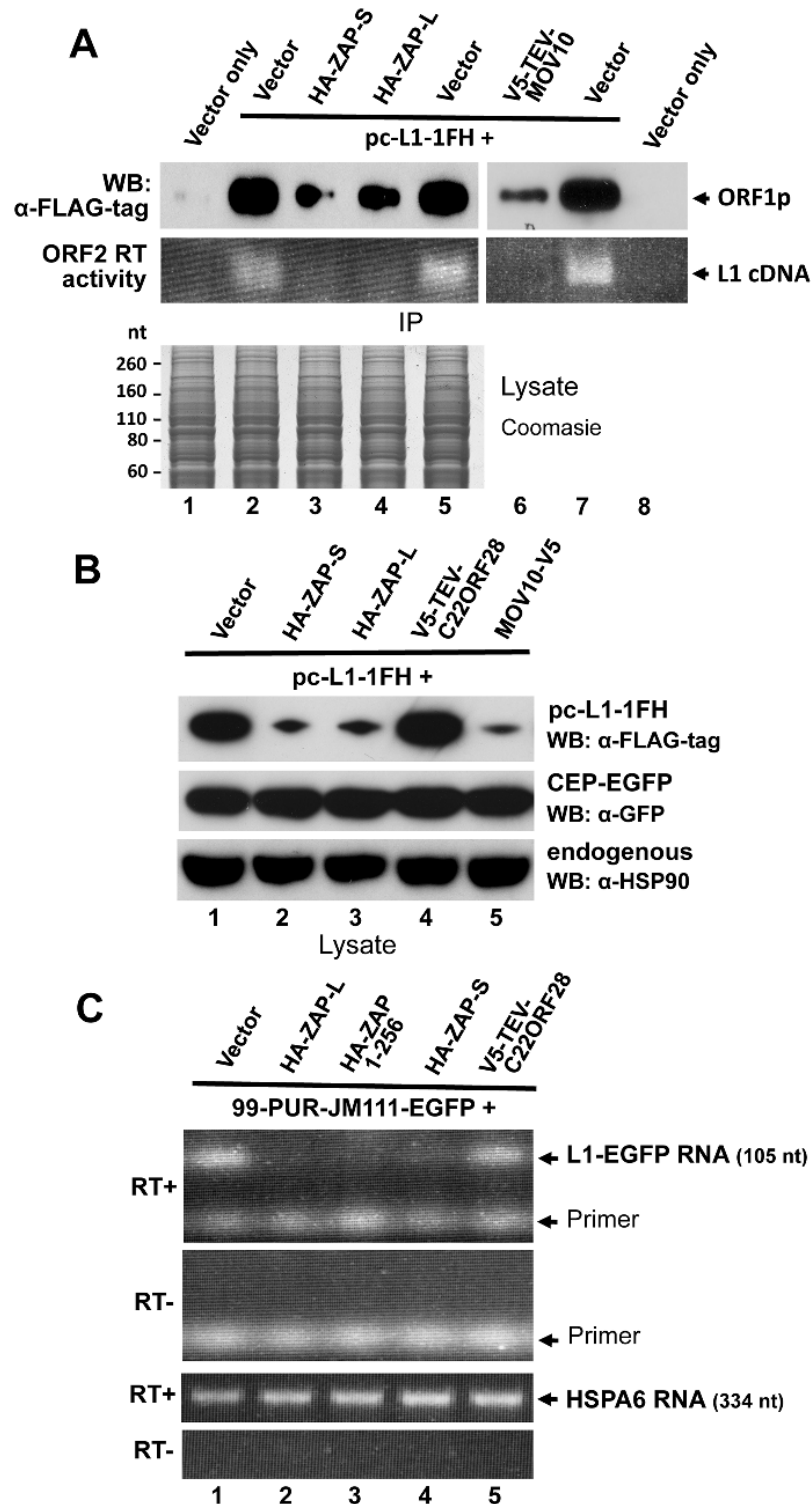 A
Vector only
Vector
HA-ZAP-S
HA-ZAP-L
Vector
V5-TEV-
MOV10
Vector
Vector only
pc-L1-1FH +
WB:
α-FLAG-tag
ORF1p
ORF2 RT
activity
L1 cDNA
IP
nt
260
160
110
80
60
Lysate
Coomasie
1 2 3 4 5 6 7 8
B
Vector
HA-ZAP-S
HA-ZAP-L
V5-TEV-
C22ORF28
MOV10-V5
pc-L1-1FH +
pc-L1-1FH
WB: α-FLAG-tag
CEP-EGFP
WB: α-GFP
endogenous
WB: α-HSP90
1 2 3 4 5
Lysate
C
Vector
HA-ZAP-L
HA-ZAP
1-256
HA-ZAP-S
V5-TEV-
C22ORF28
99-PUR-JM111-EGFP +
RT+
L1-EGFP RNA (105 nt)
Primer
RT-
Primer
RT+
HSPA6 RNA (334 nt)
RT-
1 2 3 4 5